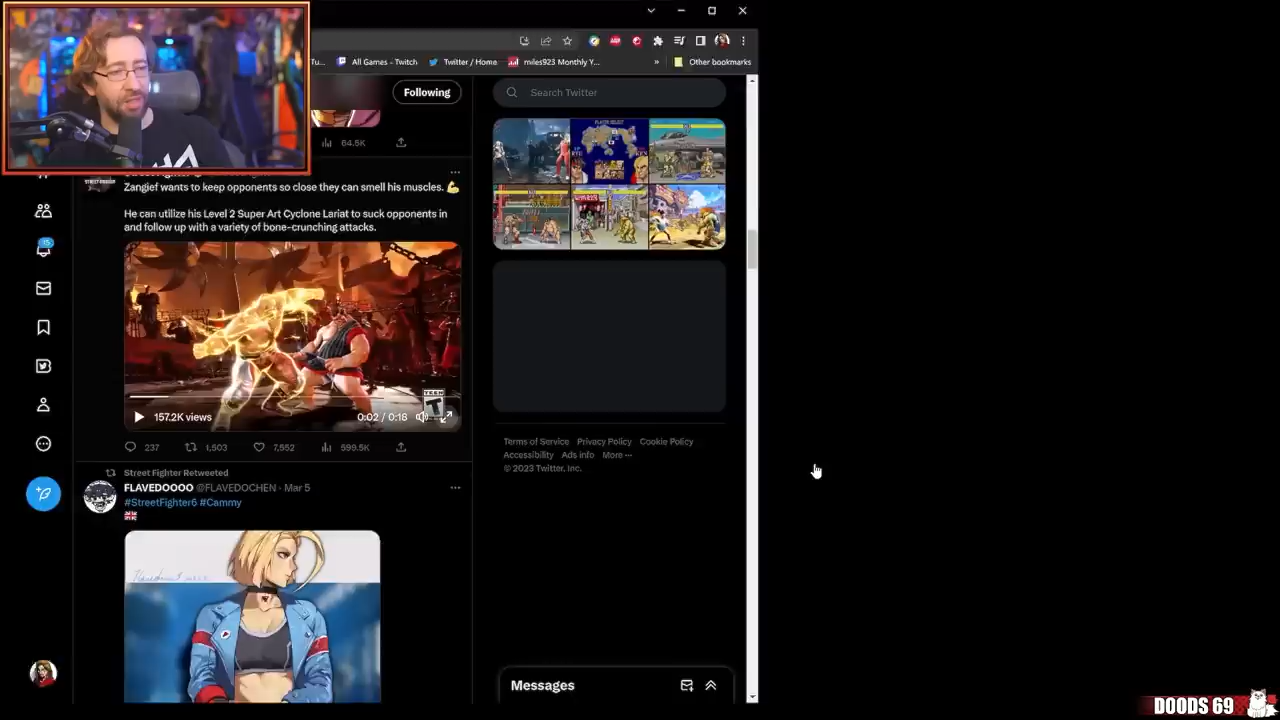 Tu...
All Games - Twitch
Twitter / Home
miles923 Monthly Y...
»
Other bookmarks
Following
Search Twitter
64.5K
Zangief wants to keep opponents so close they can smell his muscles. 💪
He can utilize his Level 2 Super Art Cyclone Lariat to suck opponents in
and follow up with a variety of bone-crunching attacks.
15
TEEN
T
157.2K views
0:02 / 0:18
237
1,503
7,552
599.5K
Terms of Service
Privacy Policy
Cookie Policy
Accessibility
Ads info
More ···
© 2023 Twitter, Inc.
Street Fighter Retweeted
FLAVEDOOOO @FLAVEDOCHEN · Mar 5
#StreetFighter6 #Cammy
🇬🇧
PLAYER SELECT
Messages
DOODS 69